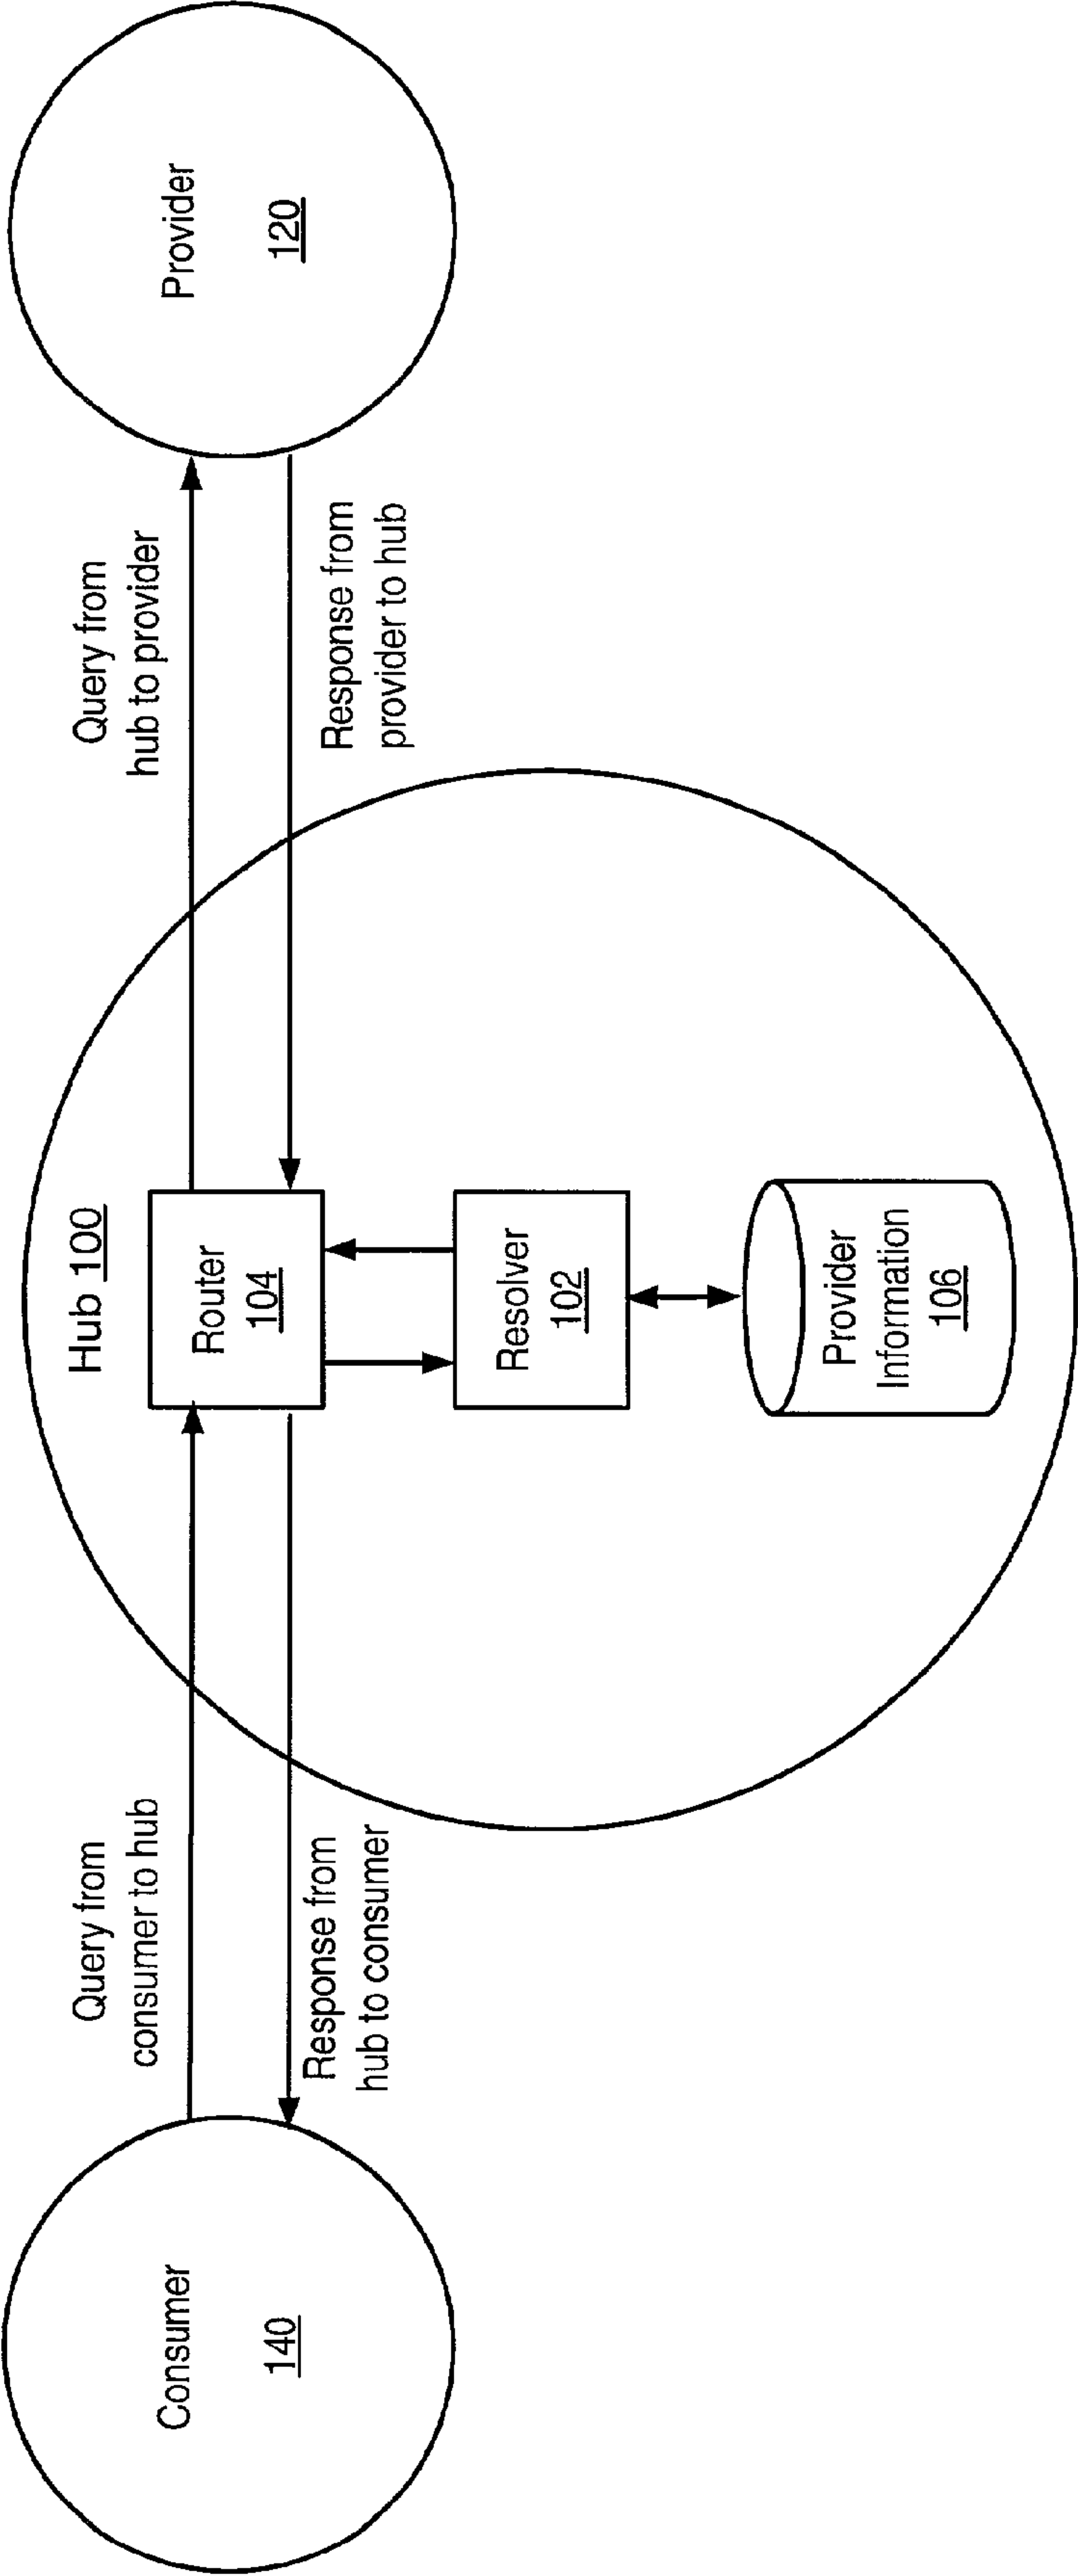 Query from
consumer to hub
Hub 100
Query from
hub to provider
Consumer
140
Response from
hub to consumer
Router
104
Response from
provider to hub
Provider
120
Resolver
102
Provider
Information
106